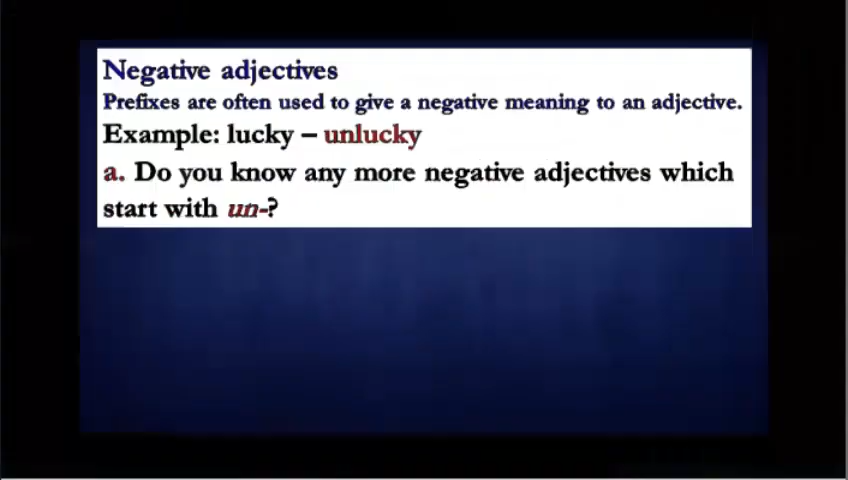 Negative adjectives
Prefixes are often used to give a negative meaning to an adjective.
Example: lucky – unlucky
a. Do you know any more negative adjectives which
start with un-?